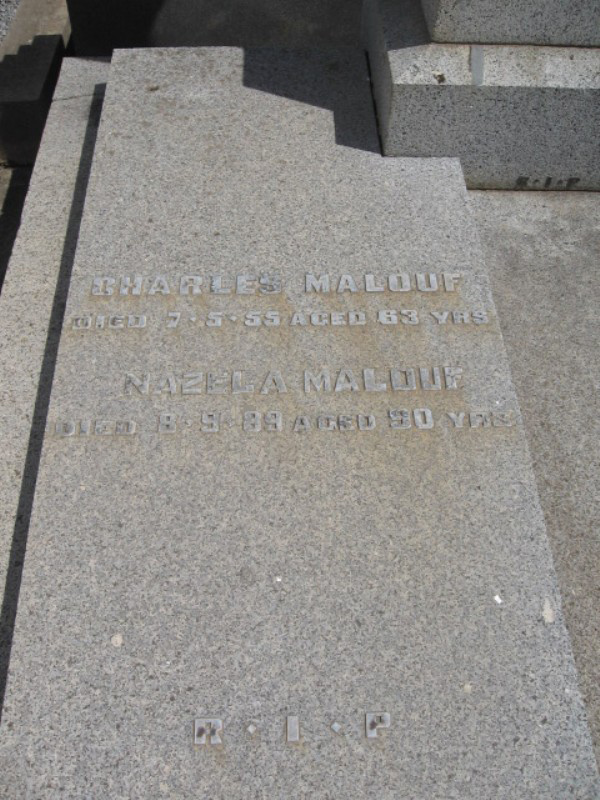 R·I·P
CHARLES MALOUF
DIED 7·5·55 AGED 63 YRS
NAZELA MALOUF
DIED 8·9·89 AGED 90 YRS
R·I·P